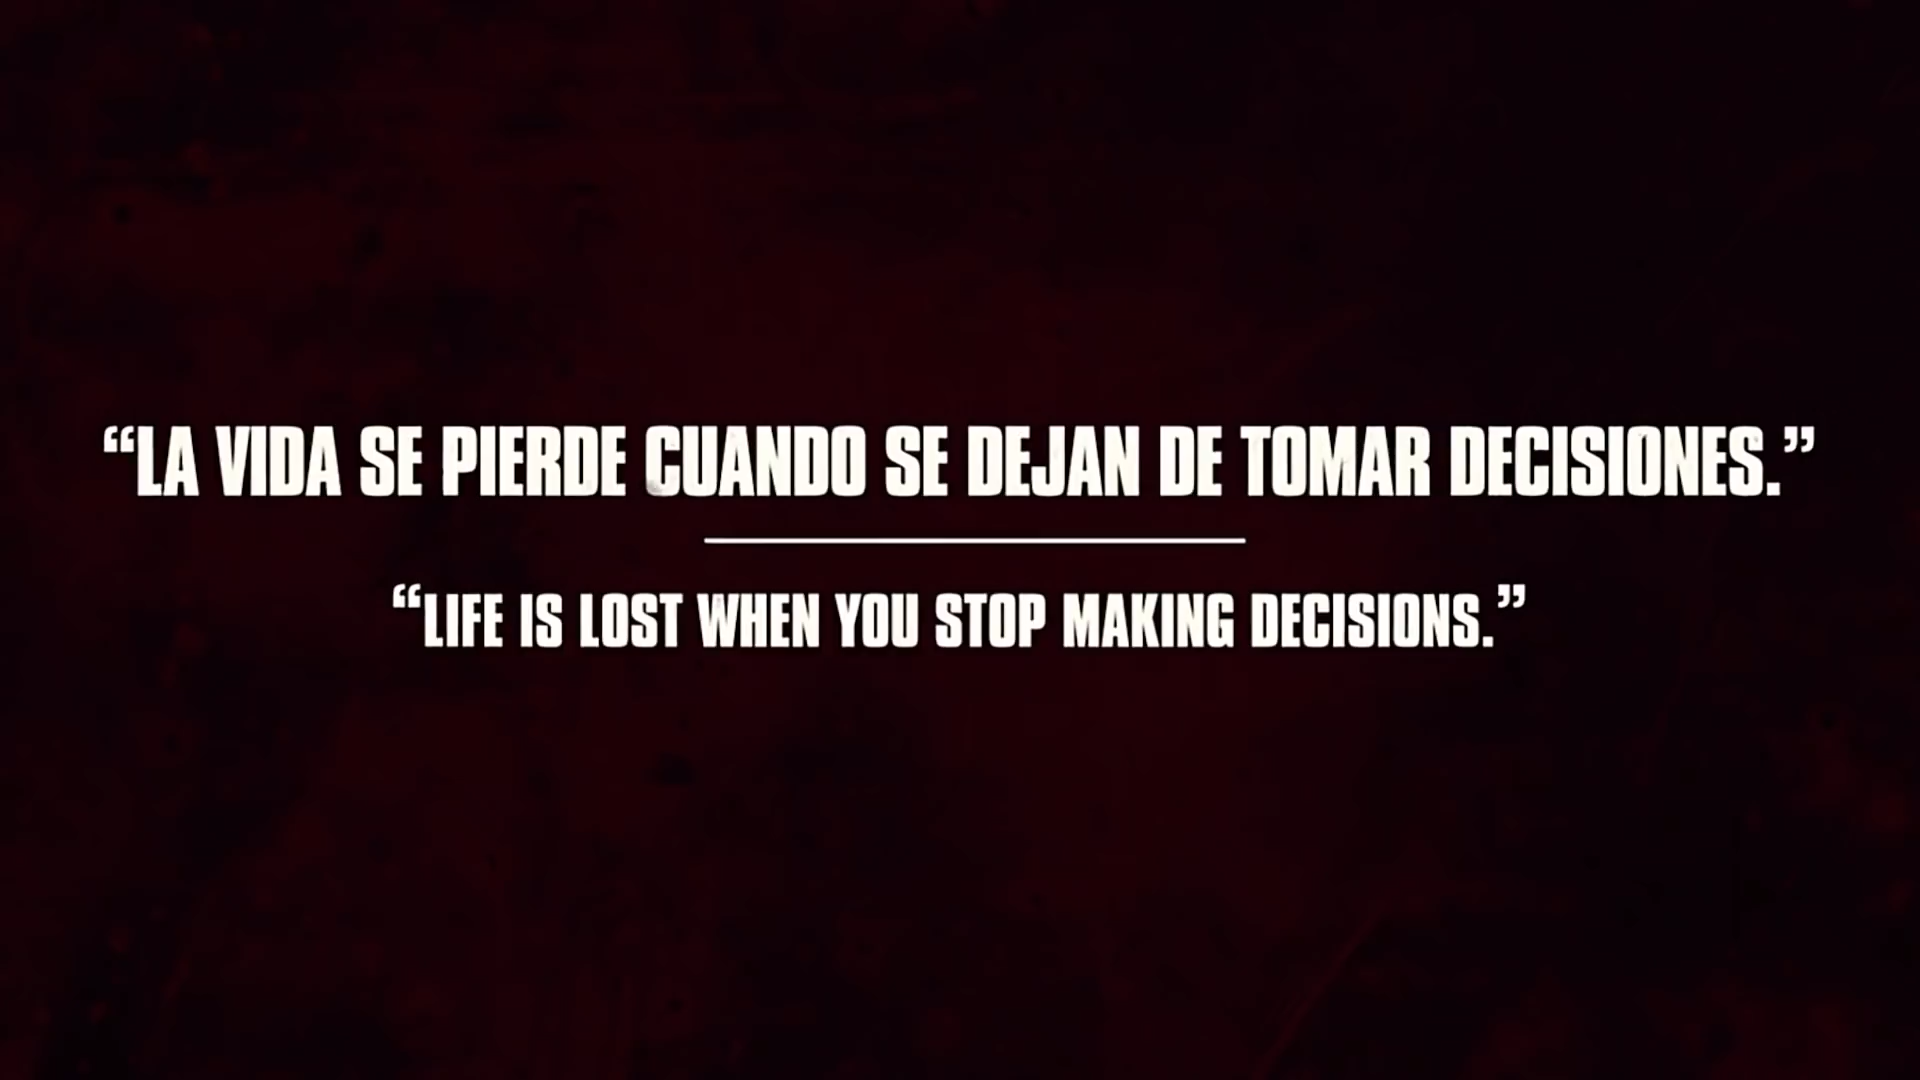 “LA VIDA SE PIERDE CUANDO SE DEJAN DE TOMAR DECISIONES.”
“LIFE IS LOST WHEN YOU STOP MAKING DECISIONS.”